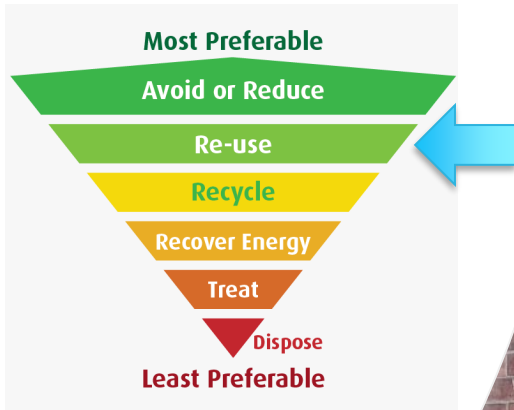 Most Preferable
Avoid or Reduce
Re-use
Recycle
Recover Energy
Treat
Dispose
Least Preferable